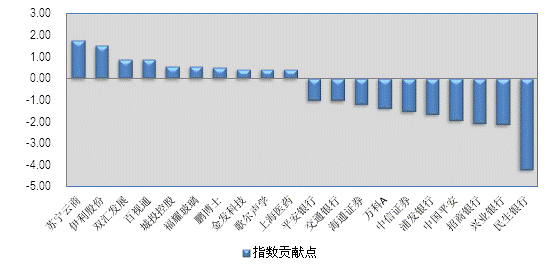 3.00
2.00
1.00
0.00
-1.00
-2.00
-3.00
-4.00
-5.00
苏宁云商
伊利股份
双汇发展
百视通
城投控股
福耀玻璃
鹏博士
金发科技
歌尔声学
上海医药
平安银行
交通银行
海通证券
万科A
中信证券
浦发银行
中国平安
招商银行
兴业银行
民生银行
指数贡献点